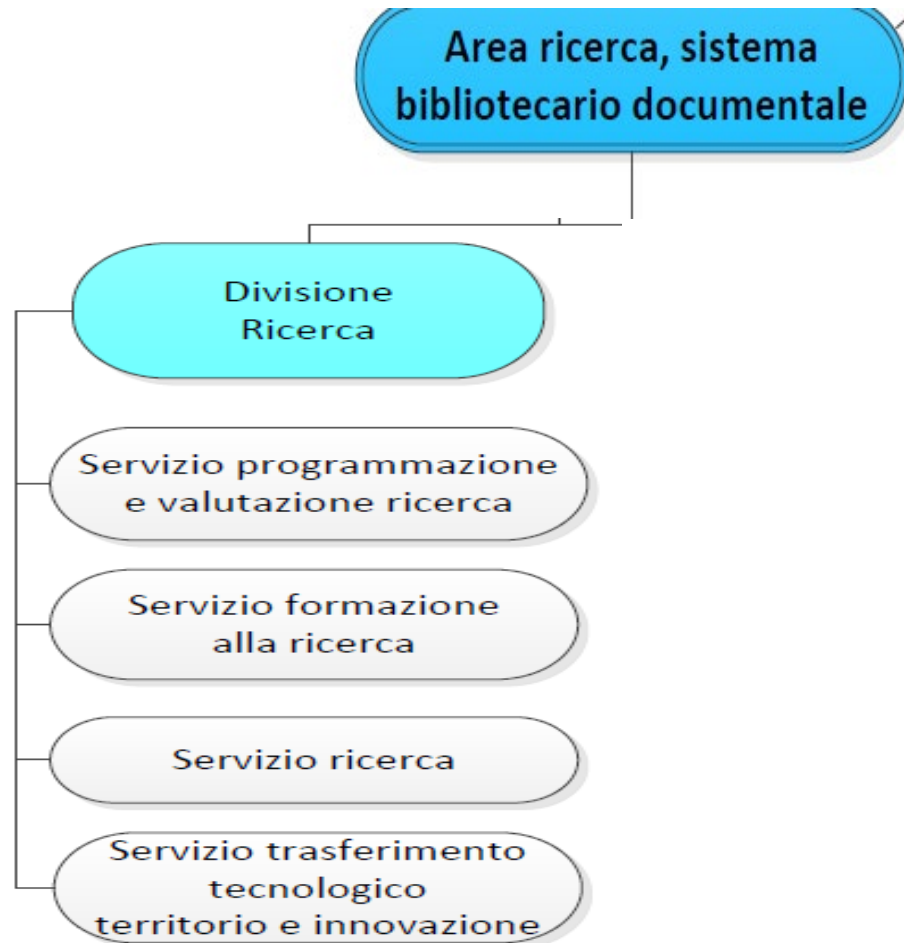 Area ricerca, sistema
bibliotecario documentale
Divisione
Ricerca
Servizio programmazione
e valutazione ricerca
Servizio formazione
alla ricerca
Servizio ricerca
Servizio trasferimento
tecnologico
territorio e innovazione